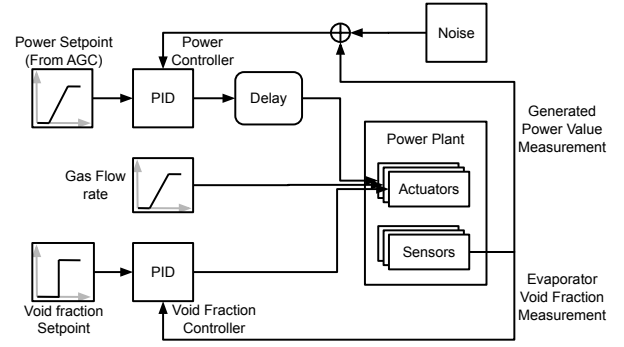 Power Setpoint
(From AGC)
Power
Controller
Noise
PID
Delay
Generated
Power Value
Measurement
Power Plant
Gas Flow
rate
Actuators
Sensors
PID
Void fraction
Setpoint
Void Fraction
Controller
Evaporator
Void Fraction
Measurement